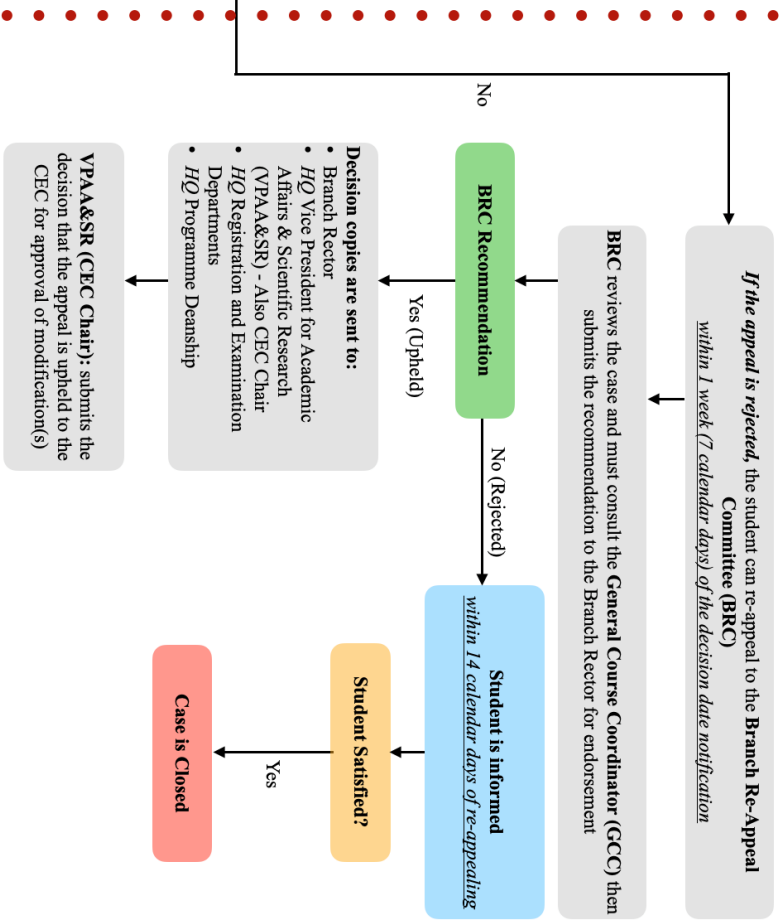 No
If the appeal is rejected, the student can re-appeal to the Branch Re-Appeal
Committee (BRC)
within 1 week (7 calendar days) of the decision date notification
BRC reviews the case and must consult the General Course Coordinator (GCC) then
submits the recommendation to the Branch Rector for endorsement
BRC Recommendation
Yes (Upheld)
No (Rejected)
Decision copies are sent to:
• Branch Rector
• HQ Vice President for Academic
Affairs & Scientific Research
(VPAA&SR) - Also CEC Chair
• HQ Registration and Examination
Departments
• HQ Programme Deanship
VPAA&SR (CEC Chair): submits the
decision that the appeal is upheld to the
CEC for approval of modification(s)
Student is informed
within 14 calendar days of re-appealing
Student Satisfied?
Yes
Case is Closed